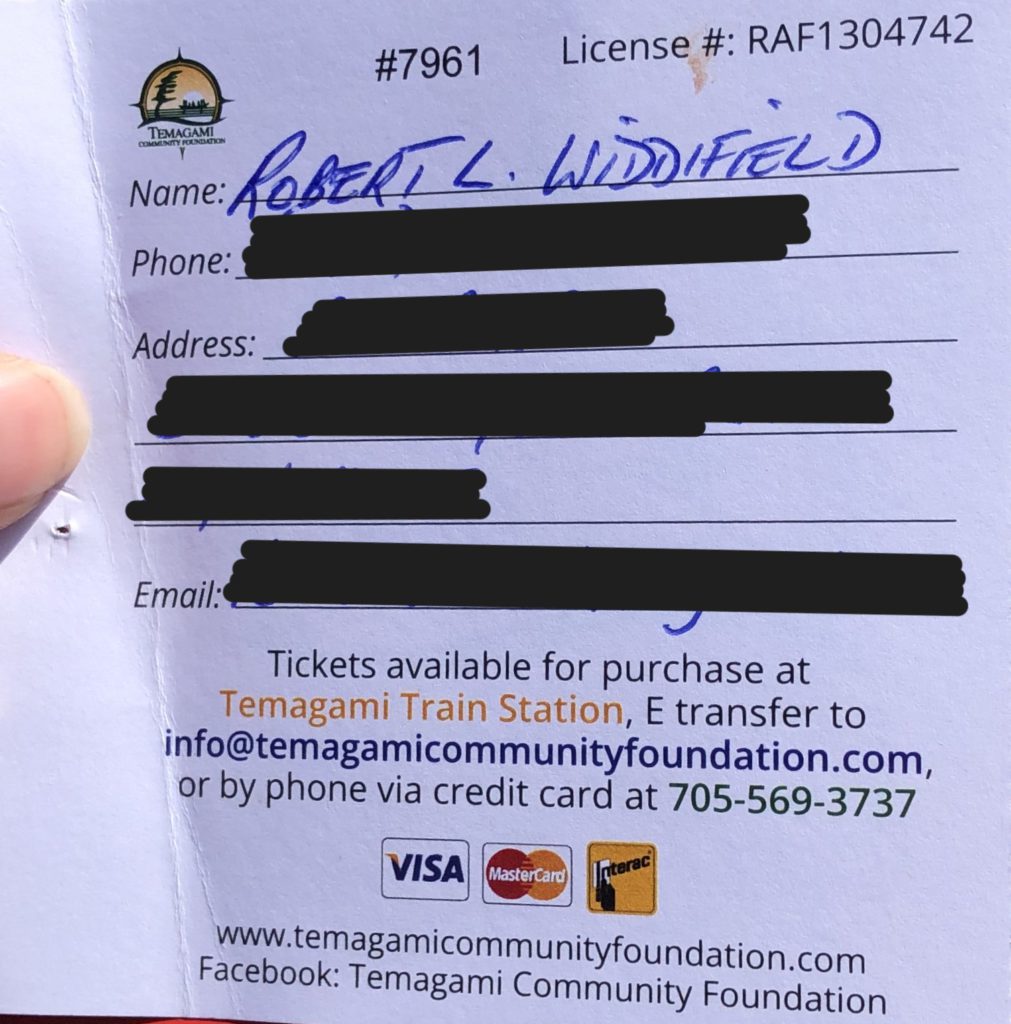 #7961 License #: RAF1304742
TEMAGAMI
COMMUNITY FOUNDATION
Name: ROBERT L. WIDDIFIELD
Phone:
Address:
Email:
Tickets available for purchase at
Temagami Train Station, E transfer to
info@temagamicommunityfoundation.com,
or by phone via credit card at 705-569-3737
VISA MasterCard Interac
www.temagamicommunityfoundation.com
Facebook: Temagami Community Foundation